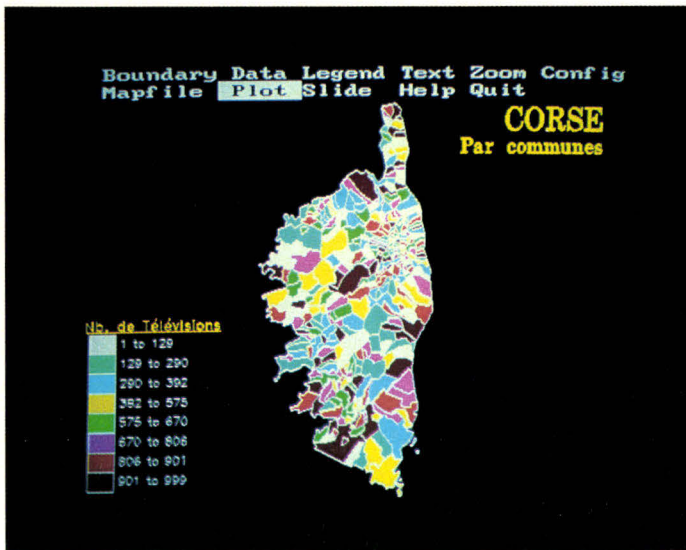 Boundary Data Legend Text Zoom Config
Mapfile Plot Slide Help Quit
CORSE
Par communes
Nb. de Télévisions
1 to 129
129 to 290
290 to 392
392 to 575
575 to 670
670 to 806
806 to 901
901 to 999